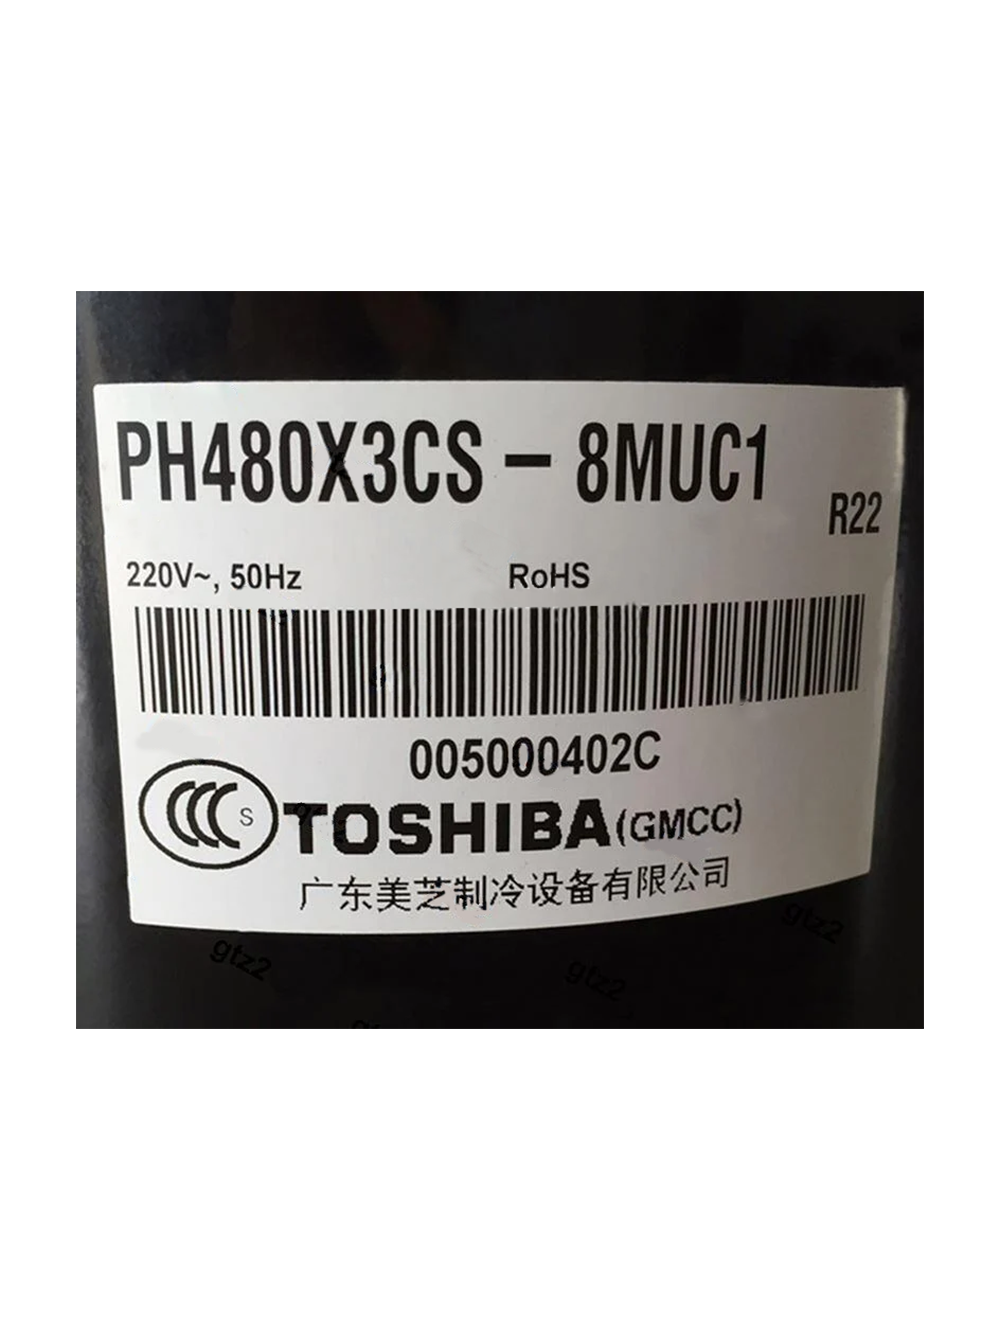 PH480X3CS - 8MUC1
R22
220V~, 50Hz RoHS
005000402C
CCC S TOSHIBA (GMCC)
广东美芝制冷设备有限公司
gtz2
gtz2
gtz2